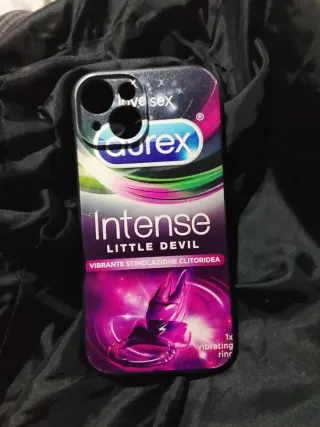 love sex
durex
®
Intense
LITTLE DEVIL
VIBRANTE STIMOLAZIONE CLITORIDEA
1x
vibrating
ring